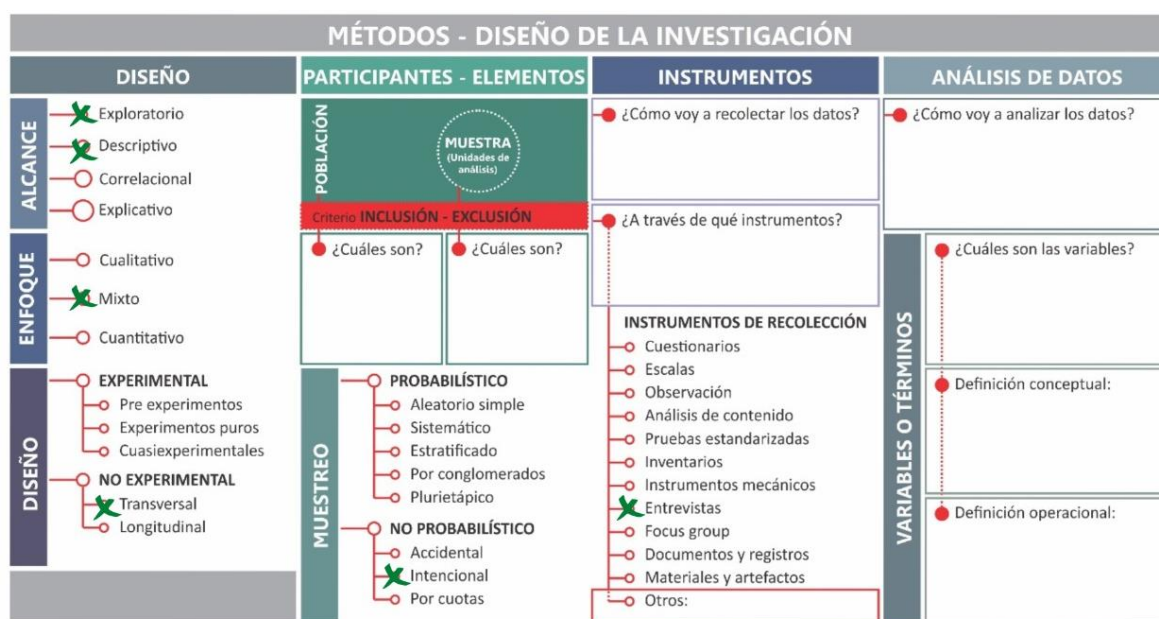 MÉTODOS - DISEÑO DE LA INVESTIGACIÓN
DISEÑO
ALCANCE
Exploratorio
Descriptivo
Correlacional
Explicativo
ENFOQUE
Cualitativo
Mixto
Cuantitativo
DISEÑO
EXPERIMENTAL
Pre experimentos
Experimentos puros
Cuasiexperimentales
NO EXPERIMENTAL
Transversal
Longitudinal
PARTICIPANTES - ELEMENTOS
POBLACIÓN
MUESTRA
(Unidades de
análisis)
Criterio INCLUSIÓN - EXCLUSIÓN
¿Cuáles son?
¿Cuáles son?
MUESTREO
PROBABILÍSTICO
Aleatorio simple
Sistemático
Estratificado
Por conglomerados
Plurietápico
NO PROBABILÍSTICO
Accidental
Intencional
Por cuotas
INSTRUMENTOS
¿Cómo voy a recolectar los datos?
¿A través de qué instrumentos?
INSTRUMENTOS DE RECOLECCIÓN
Cuestionarios
Escalas
Observación
Análisis de contenido
Pruebas estandarizadas
Inventarios
Instrumentos mecánicos
Entrevistas
Focus group
Documentos y registros
Materiales y artefactos
Otros:
ANÁLISIS DE DATOS
¿Cómo voy a analizar los datos?
VARIABLES O TÉRMINOS
¿Cuáles son las variables?
Definición conceptual:
Definición operacional: